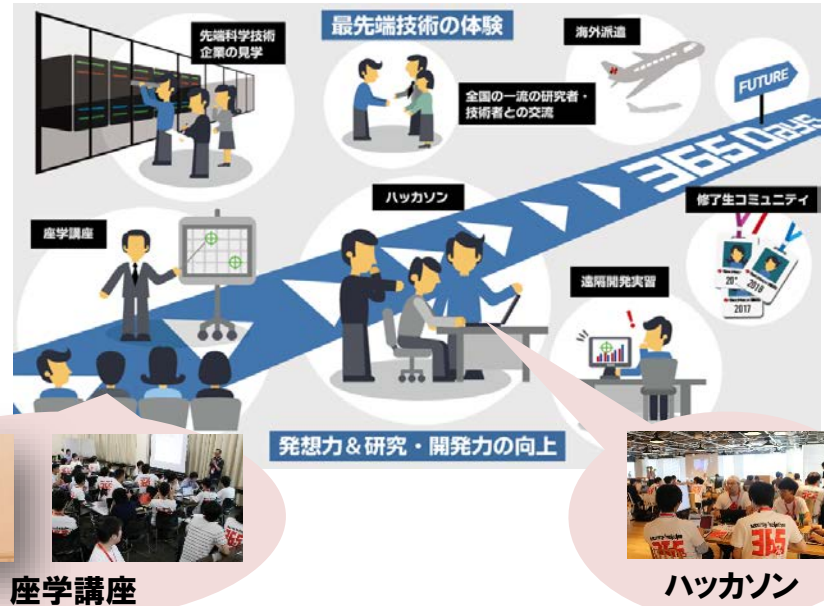 最先端技術の体験
先端科学技術
企業の見学
全国の一流の研究者・
技術者との交流
海外派遣
FUTURE
365Days
座学講座
ハッカソン
修了生コミュニティ
2018
2017
遠隔開発実習
発想力&研究・開発力の向上
365
365
座学講座
ハッカソン